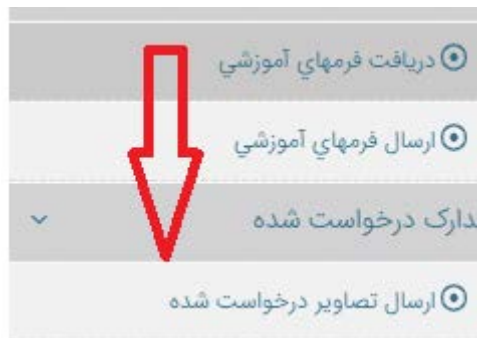 دريافت فرمهاي آموزشي
ارسال فرمهاي آموزشي
درخواست شده
ارسال تصاوير درخواست شده